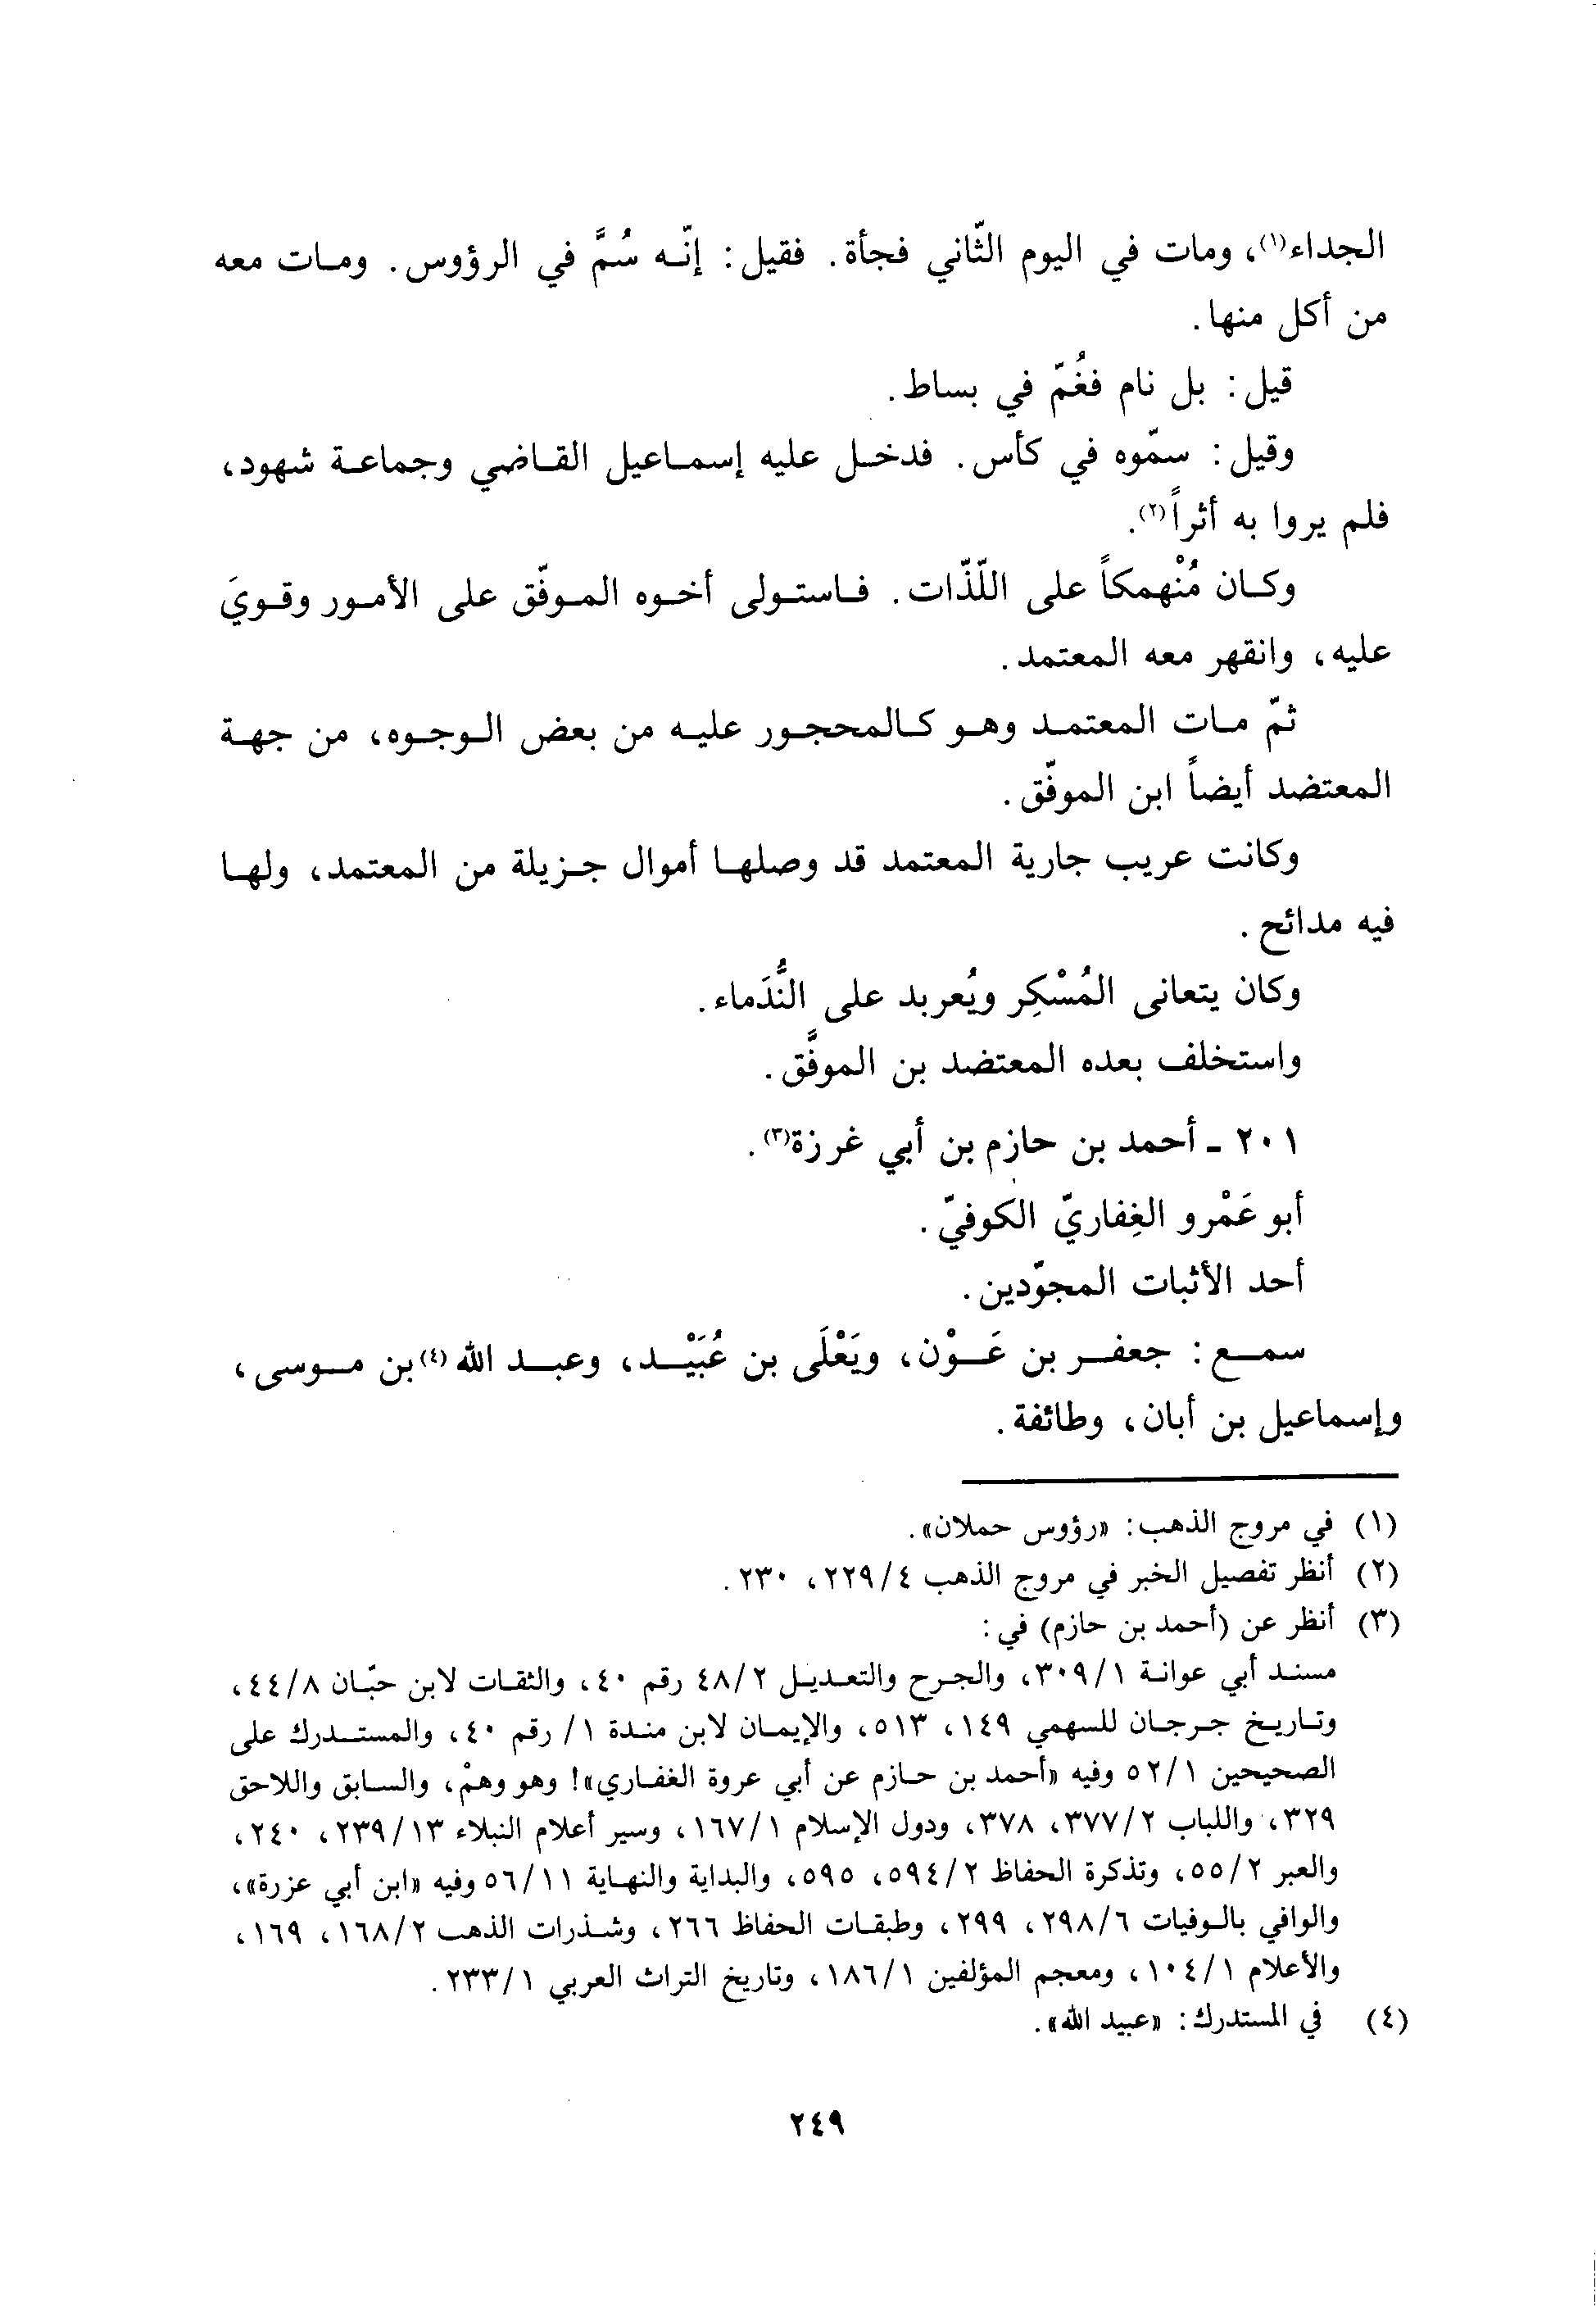 الجداء(١)، ومات في اليوم الثّاني فجأة. فقيل: إنّه سُمَّ في الرؤوس. ومات معه
من أكل منها.
قيل: بل نام فغُمّ في بساط.
وقيل: سمّوه في كأس. فدخل عليه إسماعيل القاضي وجماعة شهود،
فلم يروا به أثراً(٢).
وكان مُنْهمكاً على اللّذّات. فاستولى أخوه الموفّق على الأمور وقويَ
عليه، وانقهر معه المعتمد.
ثمّ مات المعتمد وهو كالمحجور عليه من بعض الوجوه، من جهة
المعتضد أيضاً ابن الموفّق.
وكانت عريب جارية المعتمد قد وصلها أموال جزيلة من المعتمد، ولها
فيه مدائح.
وكان يتعانى المُسْكِر ويُعربد على النُّدَماء.
واستخلف بعده المعتضد بن الموفَّق.
٢٠١ - أحمد بن حازم بن أبي غرزة(٣).
أبو عَمْرو الغِفاريّ الكوفيّ.
أحد الأثبات المجوّدين.
سمع: جعفر بن عَوْن، ويَعْلَى بن عُبَيْد، وعبد الله(٤) بن موسى،
وإسماعيل بن أبان، وطائفة.
(١) في مروج الذهب: «رؤوس حملان».
(٢) أنظر تفصيل الخبر في مروج الذهب ٢٢٩/٤، ٢٣٠.
(٣) أنظر عن (أحمد بن حازم) في:
مسند أبي عوانة ٣٠٩/١، والجرح والتعديل ٤٨/٢ رقم ٤٠، والثقات لابن حبّان ٤٤/٨،
وتاريخ جرجان للسهمي ١٤٩، ٥١٣، والإيمان لابن مندة ١/ رقم ٤٠، والمستدرك على
الصحيحين ٥٢/١ وفيه «أحمد بن حازم عن أبي عروة الغفاري»! وهو وهمْ، والسابق واللاحق
٣٢٩، واللباب ٣٧٧/٢، ٣٧٨، ودول الإسلام ١٦٧/١، وسير أعلام النبلاء ٢٣٩/١٣، ٢٤٠،
والعبر ٥٥/٢، وتذكرة الحفاظ ٥٩٤/٢، ٥٩٥، والبداية والنهاية ٥٦/١١ وفيه «ابن أبي عزرة»،
والوافي بالوفيات ٢٩٨/٦، ٢٩٩، وطبقات الحفاظ ٢٦٦، وشذرات الذهب ١٦٨/٢، ١٦٩،
والأعلام ١٠٤/١، ومعجم المؤلفين ١٨٦/١، وتاريخ التراث العربي ٢٣٣/١.
(٤) في المستدرك: «عبيد الله».
٢٤٩